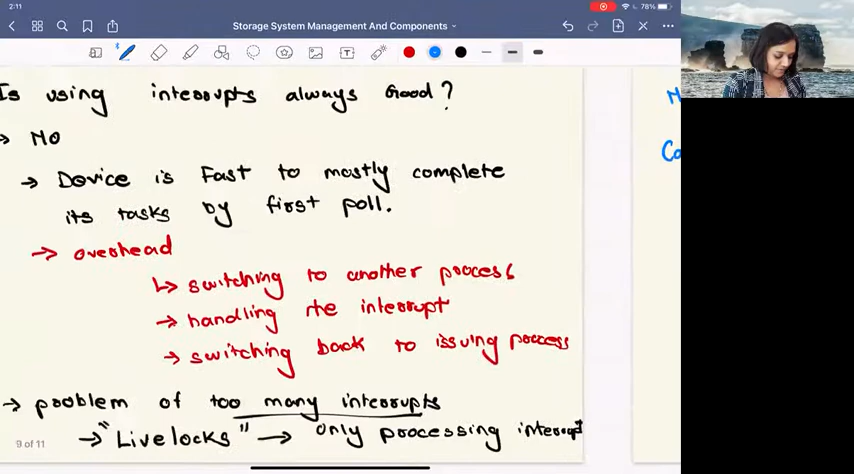 2:11
78%
Storage System Management And Components
Is using interrupts always Good?
→ No
→ Device is Fast to mostly complete
its tasks by first poll.
→ overhead
↳ switching to another process
→ handling the interrupt
→ switching back to issuing process
→ problem of too many interrupts
→ "Livelocks" → only processing interrupt
9 of 11